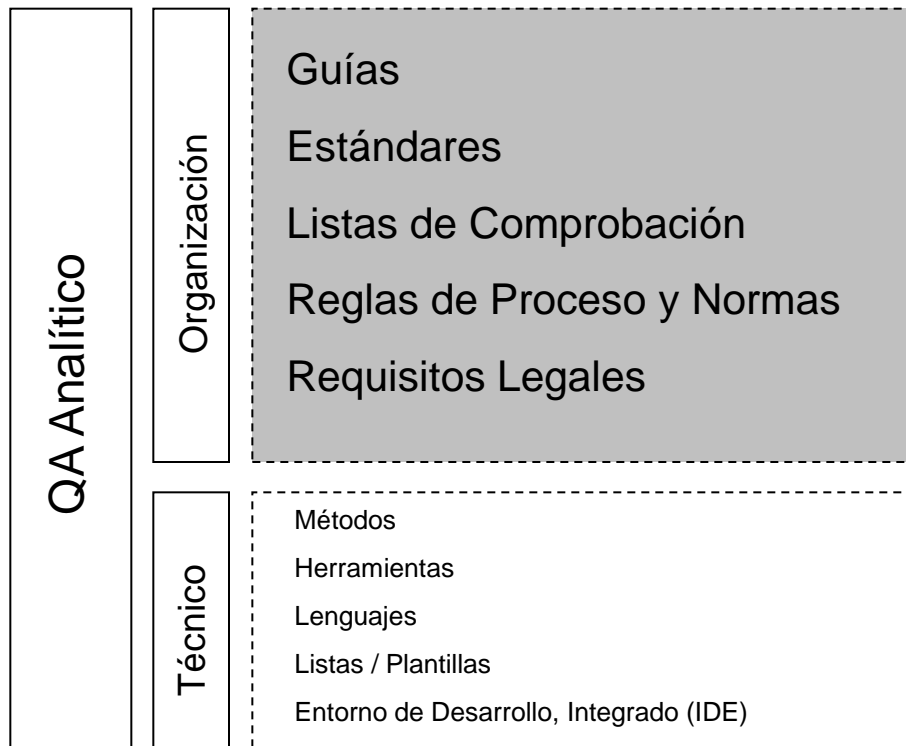 QA Analítico
Organización
Guías
Estándares
Listas de Comprobación
Reglas de Proceso y Normas
Requisitos Legales
Técnico
Métodos
Herramientas
Lenguajes
Listas / Plantillas
Entorno de Desarrollo, Integrado (IDE)